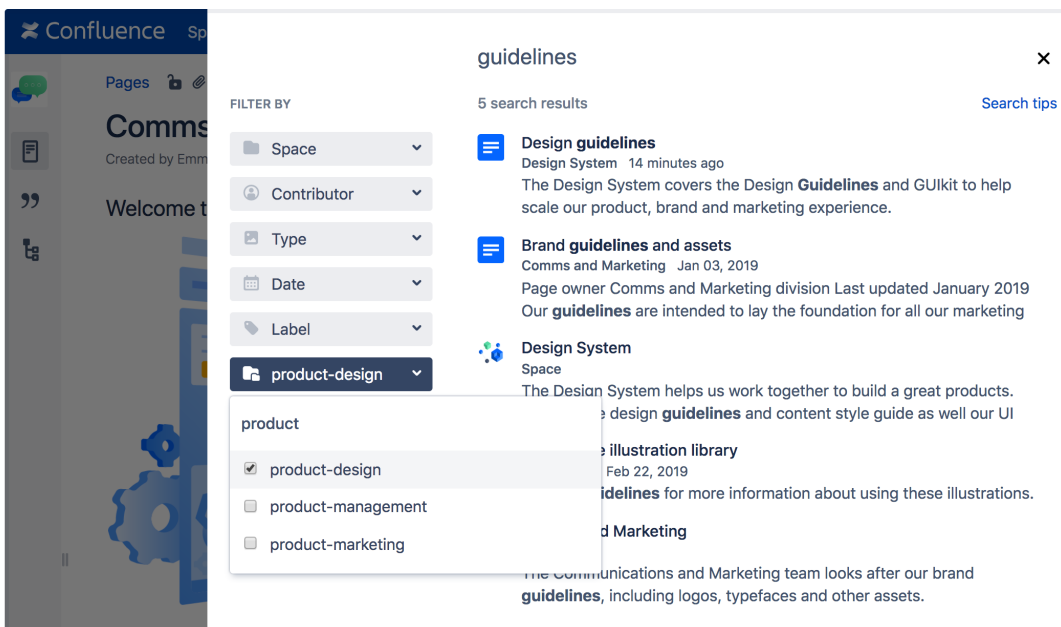 Confluence Sp
guidelines
Pages
FILTER BY
5 search results
Search tips
Comms
Created by Emm
Welcome t
Space
Contributor
Type
Date
Label
product-design
product
product-design
product-management
product-marketing
Design guidelines
Design System 14 minutes ago
The Design System covers the Design Guidelines and GUIkit to help
scale our product, brand and marketing experience.
Brand guidelines and assets
Comms and Marketing Jan 03, 2019
Page owner Comms and Marketing division Last updated January 2019
Our guidelines are intended to lay the foundation for all our marketing
Design System
Space
The Design System helps us work together to build a great products.
design guidelines and content style guide as well our UI
illustration library
Feb 22, 2019
idelines for more information about using these illustrations.
d Marketing
The Communications and Marketing team looks after our brand
guidelines, including logos, typefaces and other assets.